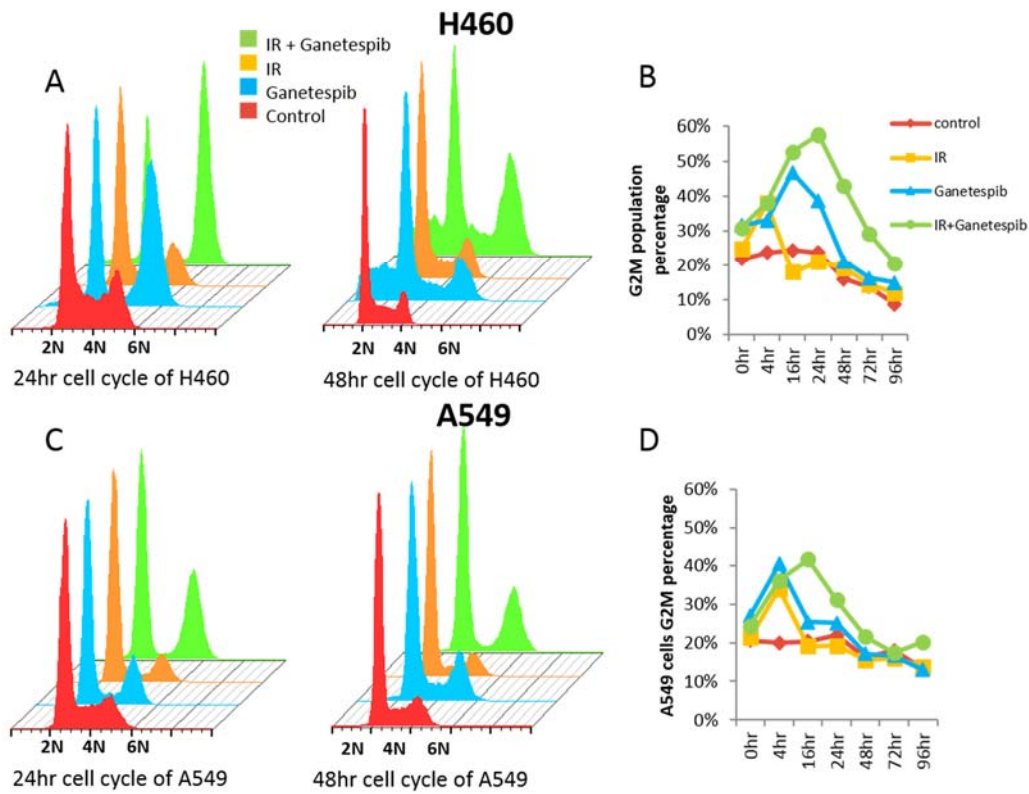 H460
A
IR + Ganetespib
IR
Ganetespib
Control
2N 4N 6N
24hr cell cycle of H460
2N 4N 6N
48hr cell cycle of H460
B
G2M population
percentage
60%
50%
40%
30%
20%
10%
0%
0hr
4hr
16hr
24hr
48hr
72hr
96hr
control
IR
Ganetespib
IR+Ganetespib
A549
C
2N 4N 6N
24hr cell cycle of A549
2N 4N 6N
48hr cell cycle of A549
D
A549 cells G2M percentage
60%
50%
40%
30%
20%
10%
0%
0hr
4hr
16hr
24hr
48hr
72hr
96hr